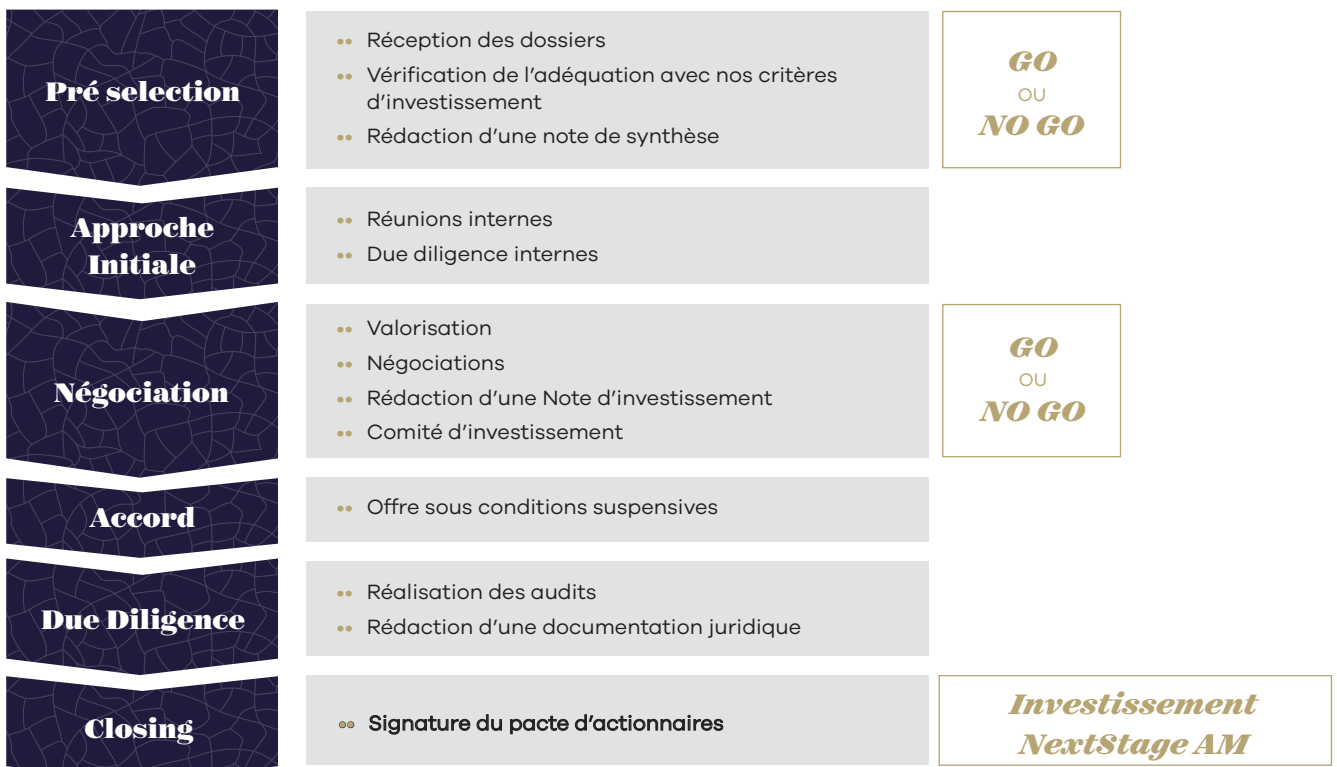 Pré selection
•• Réception des dossiers
•• Vérification de l'adéquation avec nos critères
d'investissement
•• Rédaction d'une note de synthèse
GO
OU
NO GO
Approche
Initiale
•• Réunions internes
•• Due diligence internes
Négociation
•• Valorisation
•• Négociations
•• Rédaction d'une Note d'investissement
•• Comité d'investissement
GO
OU
NO GO
Accord
•• Offre sous conditions suspensives
Due Diligence
•• Réalisation des audits
•• Rédaction d'une documentation juridique
Closing
•• Signature du pacte d'actionnaires
Investissement
NextStage AM